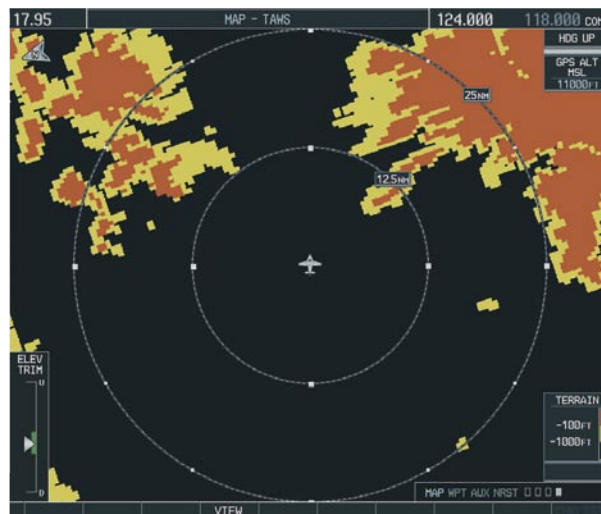 17.95 MAP - TAWS 124.000 118.000 COM
HDG UP
GPS ALT
MSL
11000FT
25NM
12.5NM
N
ELEV
TRIM
U
D
TERRAIN
-100FT
-1000FT
MAP WPT AUX NRST
VIEW